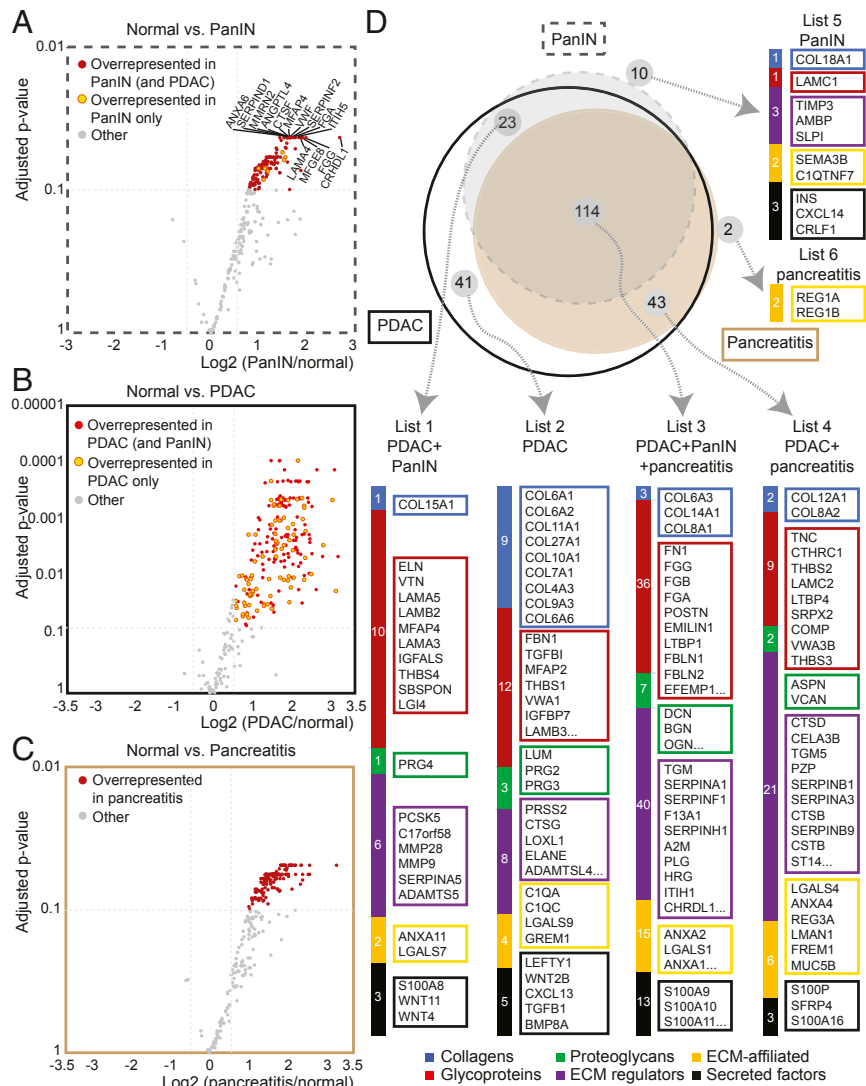 A
Normal vs. PanIN
0.01
0.1
1
Adjusted p-value
Overrepresented in
PanIN (and PDAC)
Overrepresented in
PanIN only
Other
ANXA6
SERPIND1
MMRN2
ANGPTL4
CTSF
MFAP4
VWF
SERPINF2
FGA
ITIH5
LAMA4
MFGE8
FGG
CRHDL1
-3 -2 -1 0 1 2 3
Log2 (PanIN/normal)
B
Normal vs. PDAC
0.00001
0.0001
0.001
0.01
0.1
1
Adjusted p-value
Overrepresented in
PDAC (and PanIN)
Overrepresented in
PDAC only
Other
-3.5 -2 -1 0 1 2 3.5
Log2 (PDAC/normal)
C
Normal vs. Pancreatitis
0.01
0.1
1
Adjusted p-value
Overrepresented
in pancreatitis
Other
-3.5 -2 -1 0 1 2 3.5
Log2 (pancreatitis/normal)
D
PanIN
PDAC
Pancreatitis
10
23
114
2
41
43
List 5
PanIN
1
COL18A1
1
LAMC1
3
TIMP3
AMBP
SLPI
2
SEMA3B
C1QTNF7
3
INS
CXCL14
CRLF1
List 6
pancreatitis
2
REG1A
REG1B
List 1
PDAC+
PanIN
1
COL15A1
10
ELN
VTN
LAMA5
LAMB2
MFAP4
LAMA3
IGFALS
THBS4
SBSPON
LGI4
1
PRG4
6
PCSK5
C17orf58
MMP28
MMP9
SERPINA5
ADAMTS5
2
ANXA11
LGALS7
3
S100A8
WNT11
WNT4
List 2
PDAC
9
COL6A1
COL6A2
COL11A1
COL27A1
COL10A1
COL7A1
COL4A3
COL9A3
COL6A6
12
FBN1
TGFBI
MFAP2
THBS1
VWA1
IGFBP7
LAMB3...
3
LUM
PRG2
PRG3
8
PRSS2
CTSG
LOXL1
ELANE
ADAMTSL4...
4
C1QA
C1QC
LGALS9
GREM1
5
LEFTY1
WNT2B
CXCL13
TGFB1
BMP8A
List 3
PDAC+PanIN
+pancreatitis
3
COL6A3
COL14A1
COL8A1
36
FN1
FGG
FGB
FGA
POSTN
EMILIN1
LTBP1
FBLN1
FBLN2
EFEMP1...
7
DCN
BGN
OGN...
40
TGM
SERPINA1
SERPINF1
F13A1
SERPINH1
A2M
PLG
HRG
ITIH1
CHRDL1...
15
ANXA2
LGALS1
ANXA1...
13
S100A9
S100A10
S100A11...
List 4
PDAC+
pancreatitis
2
COL12A1
COL8A2
9
TNC
CTHRC1
THBS2
LAMC2
LTBP4
SRPX2
COMP
VWA3B
THBS3
2
ASPN
VCAN
21
CTSD
CELA3B
TGM5
PZP
SERPINB1
SERPINA3
CTSB
SERPINB9
CSTB
ST14...
6
LGALS4
ANXA4
REG3A
LMAN1
FREM1
MUC5B
3
S100P
SFRP4
S100A16
Collagens
Proteoglycans
ECM-affiliated
Glycoproteins
ECM regulators
Secreted factors